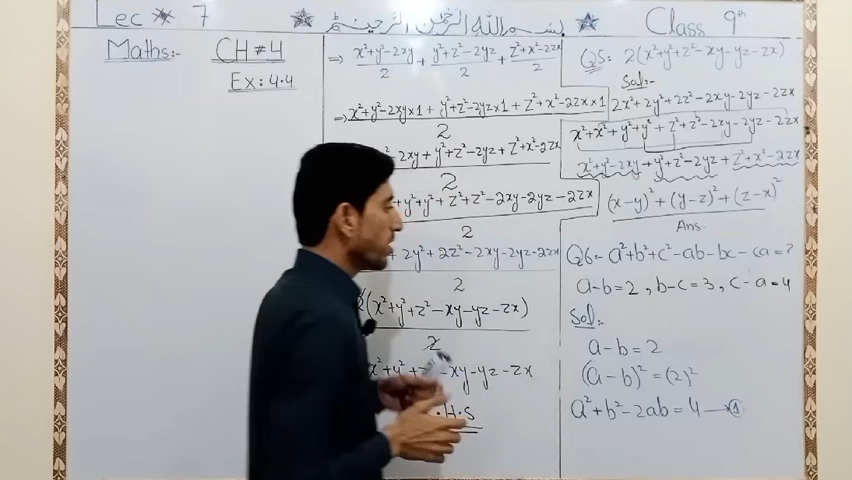 Lec 7
بسم الله الرحمٰن الرحيم
Class 9th
Maths:- CH # 4
Ex: 4.4
⇒ x²+y²-2xy/2 + y²+z²-2yz/2 + z²+x²-2zx/2
⇒ x²+y²-2xy×1 + y²+z²-2yz×1 + z²+x²-2zx×1
2
2xy+y²+z²-2yz+z²+x²-2zx
2
+y²+y²+z²+z²-2xy-2yz-2zx
2
+ 2y²+2z²-2xy-2yz-2zx
2
2(x²+y²+z²-xy-yz-zx)
2
x²+y²+z²-xy-yz-zx
.H.S
Q5: 2(x²+y²+z²-xy-yz-zx)
Sol:-
2x²+2y²+2z²-2xy-2yz-2zx
x²+x²+y²+y²+z²+z²-2xy-2yz-2zx
x²+y²-2xy+y²+z²-2yz+z²+x²-2zx
(x-y)²+(y-z)²+(z-x)²
Ans.
Q6:- a²+b²+c²-ab-bc-ca=?
a-b=2, b-c=3, c-a=4
Sol:-
a-b=2
(a-b)²=(2)²
a²+b²-2ab=4 → ①